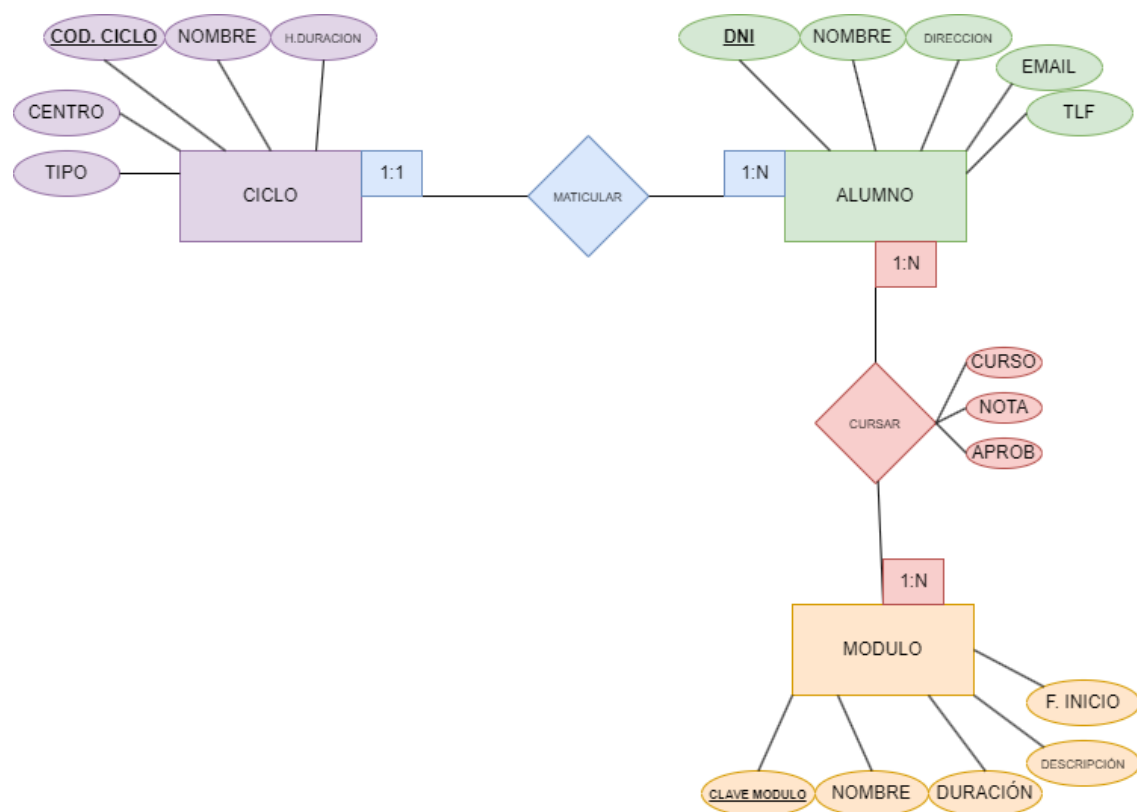 COD. CICLO
NOMBRE
H.DURACION
CENTRO
TIPO
CICLO
1:1
MATICULAR
1:N
DNI
NOMBRE
DIRECCION
EMAIL
TLF
ALUMNO
1:N
CURSAR
CURSO
NOTA
APROB
1:N
MODULO
F. INICIO
DESCRIPCIÓN
CLAVE MODULO
NOMBRE
DURACIÓN